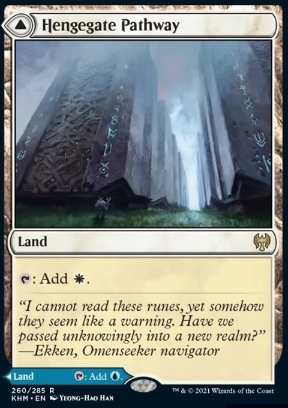 Hengegate Pathway
Land
: Add .
“I cannot read these runes, yet somehow
they seem like a warning. Have we
passed unknowingly into a new realm?”
—Ekken, Omenseeker navigator
Land : Add .
260/285 R
KHM • EN YEONG-HAO HAN
™ & © 2021 Wizards of the Coast